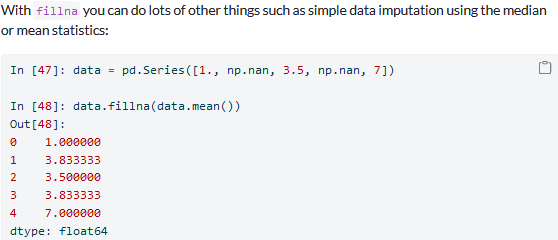 With fillna you can do lots of other things such as simple data imputation using the median
or mean statistics:
In [47]: data = pd.Series([1., np.nan, 3.5, np.nan, 7])
In [48]: data.fillna(data.mean())
Out[48]:
0    1.000000
1    3.833333
2    3.500000
3    3.833333
4    7.000000
dtype: float64